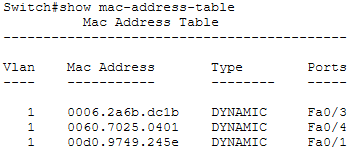 Switch#show mac-address-table
Mac Address Table
-------------------------------------------
Vlan Mac Address Type Ports
---- ----------- -------- -----
1 0006.2a6b.dc1b DYNAMIC Fa0/3
1 0060.7025.0401 DYNAMIC Fa0/4
1 00d0.9749.245e DYNAMIC Fa0/1